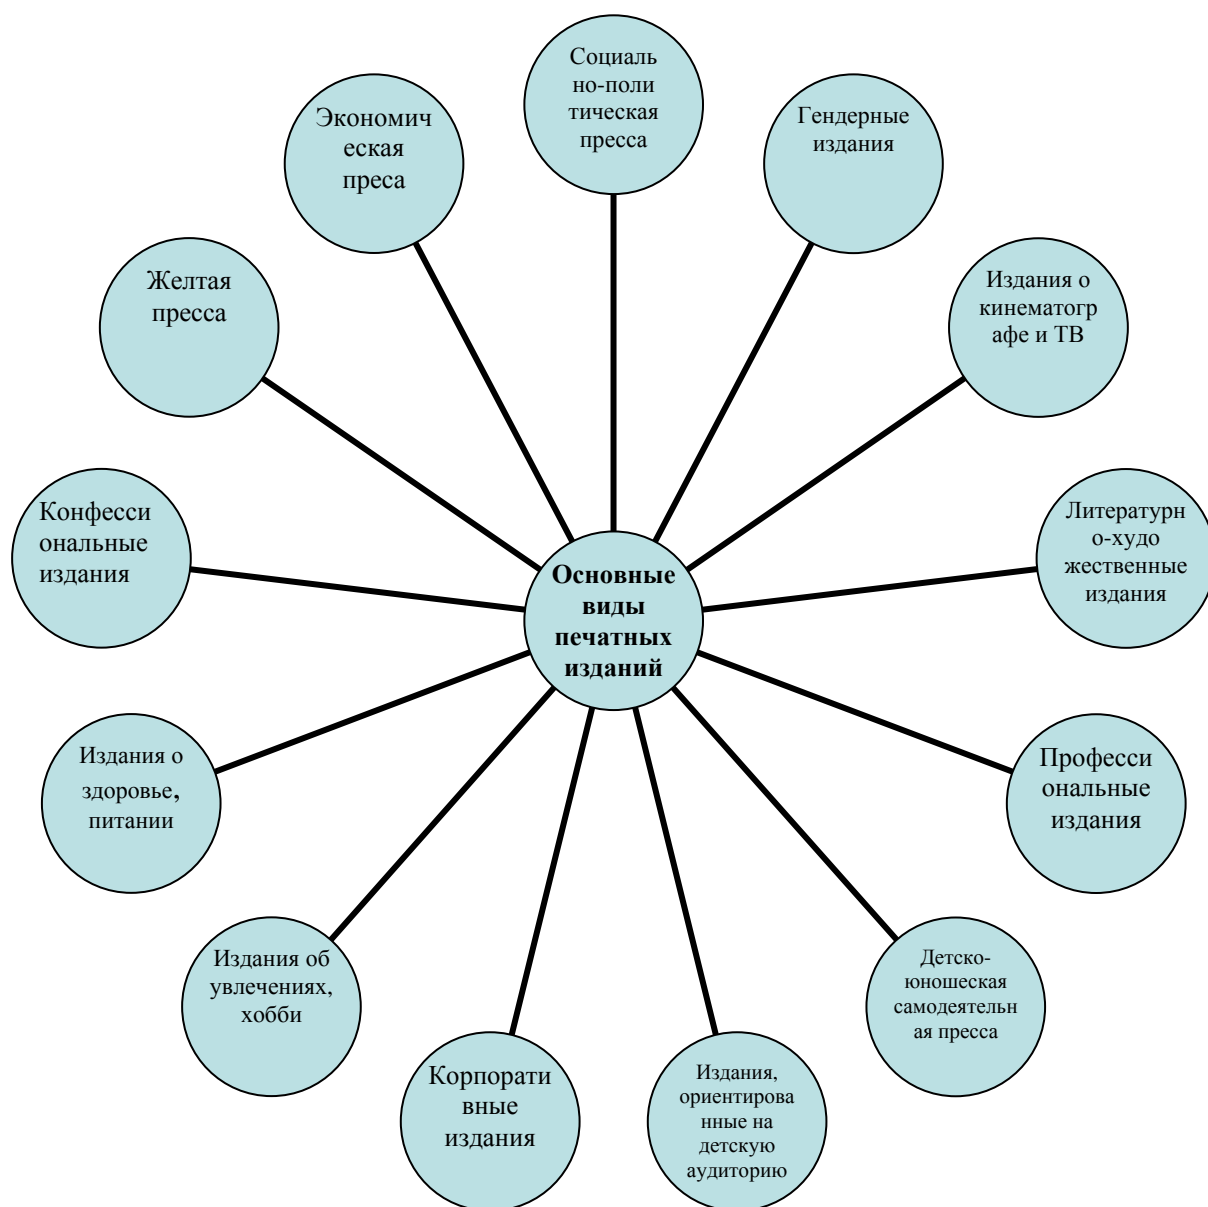 Социаль
но-поли
тическая
пресса
Гендерные
издания
Издания о
кинематогр
афе и ТВ
Литературн
о-худо
жественные
издания
Професси
ональные
издания
Детско-
юношеская
самодеятельн
ая пресса
Издания,
ориентирова
нные на
детскую
аудиторию
Корпорати
вные
издания
Издания об
увлечениях,
хобби
Издания о
здоровье,
питании
Конфесси
ональные
издания
Желтая
пресса
Экономич
еская
преса
Основные
виды
печатных
изданий